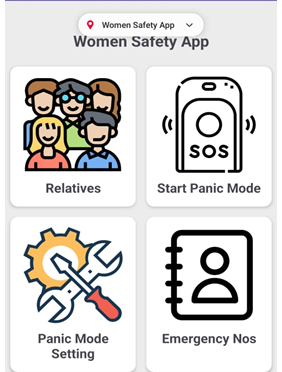 Women Safety App
Women Safety App
SOS
Relatives
Start Panic Mode
Panic Mode
Setting
Emergency Nos